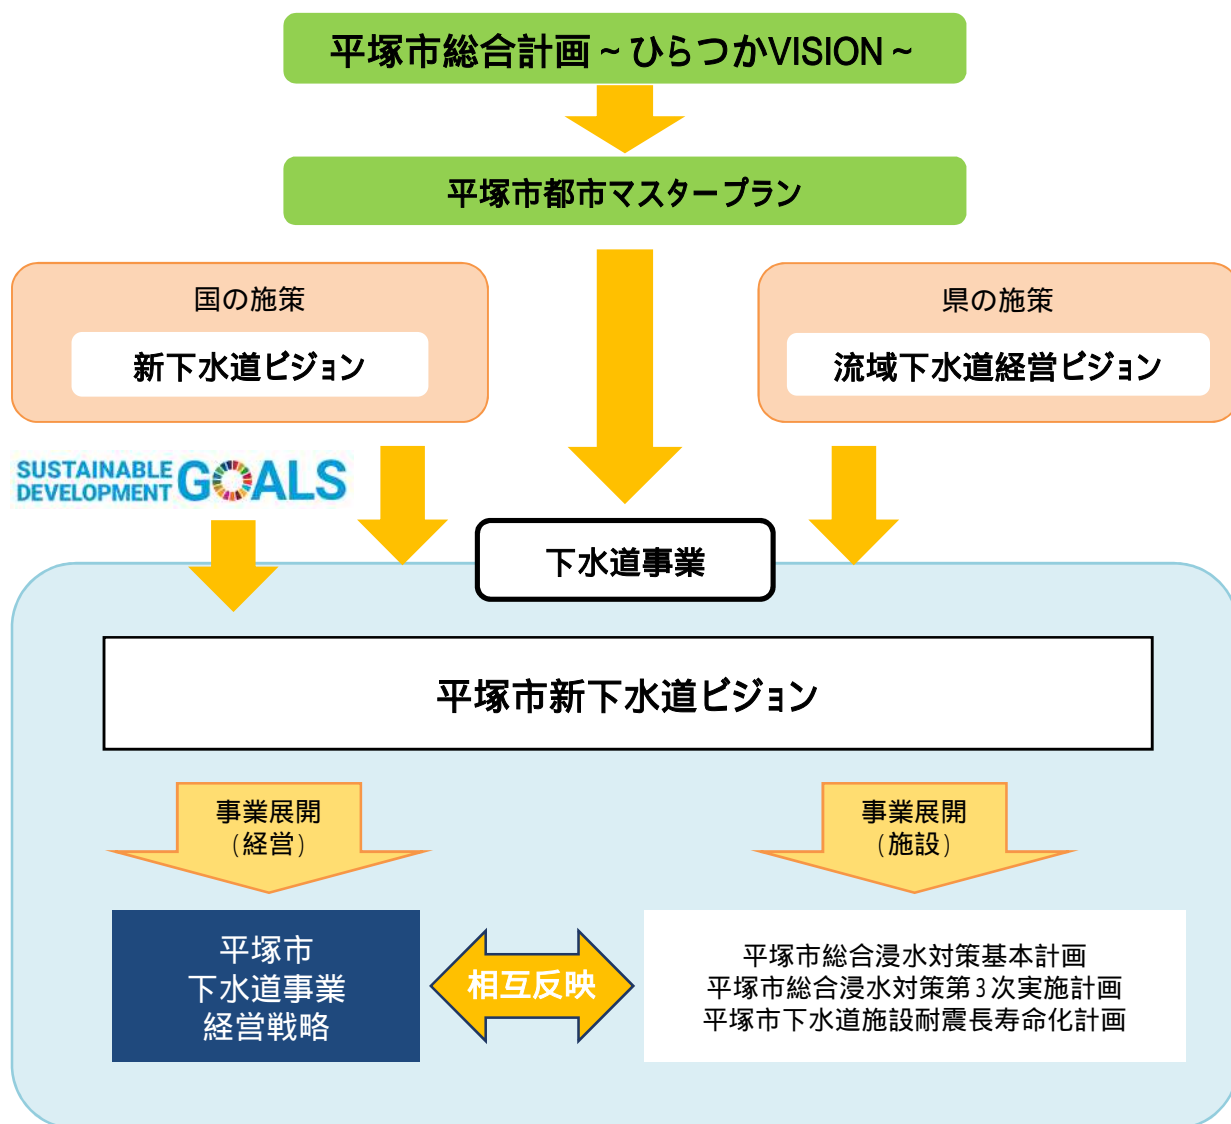 平塚市総合計画～ひらつかVISION～
平塚市都市マスタープラン
国の施策
新下水道ビジョン
県の施策
流域下水道経営ビジョン
SUSTAINABLE
DEVELOPMENT
GOALS
下水道事業
平塚市新下水道ビジョン
事業展開
(経営)
事業展開
(施設)
平塚市
下水道事業
経営戦略
相互反映
平塚市総合浸水対策基本計画
平塚市総合浸水対策第3次実施計画
平塚市下水道施設耐震長寿命化計画